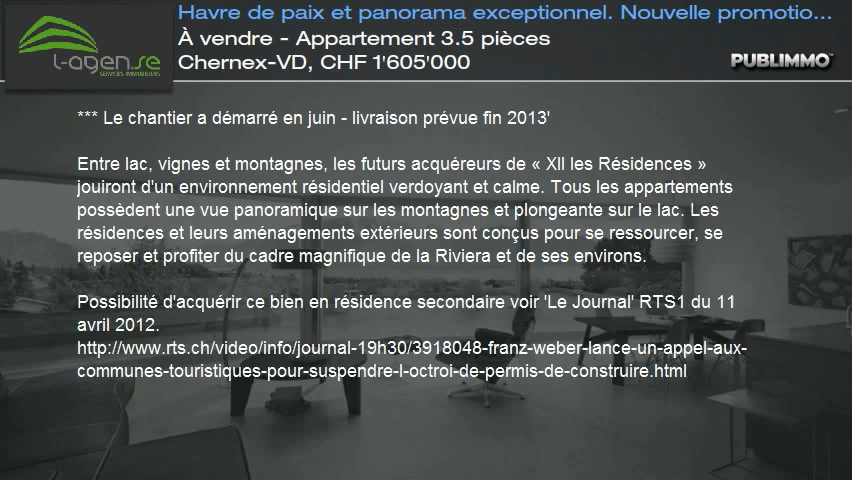 Havre de paix et panorama exceptionnel. Nouvelle promotio...
À vendre - Appartement 3.5 pièces
Chernex-VD, CHF 1'605'000
l-agen.se
SERVICES IMMOBILIERS
PUBLIMMO
*** Le chantier a démarré en juin - livraison prévue fin 2013'
Entre lac, vignes et montagnes, les futurs acquéreurs de « XII les Résidences »
jouiront d'un environnement résidentiel verdoyant et calme. Tous les appartements
possèdent une vue panoramique sur les montagnes et plongeante sur le lac. Les
résidences et leurs aménagements extérieurs sont conçus pour se ressourcer, se
reposer et profiter du cadre magnifique de la Riviera et de ses environs.
Possibilité d'acquérir ce bien en résidence secondaire voir 'Le Journal' RTS1 du 11
avril 2012.
http://www.rts.ch/video/info/journal-19h30/3918048-franz-weber-lance-un-appel-aux-
communes-touristiques-pour-suspendre-l-octroi-de-permis-de-construire.html